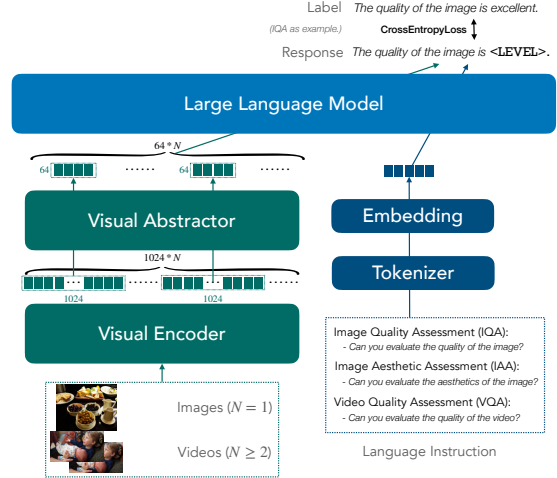 Label The quality of the image is excellent.
(IQA as example.) CrossEntropyLoss
Response The quality of the image is <LEVEL>.
Large Language Model
64 * N
64 ...... 64 ......
Visual Abstractor
Embedding
1024 * N
Tokenizer
...... ......
1024 1024
Visual Encoder
Image Quality Assessment (IQA):
- Can you evaluate the quality of the image?
Image Aesthetic Assessment (IAA):
- Can you evaluate the aesthetics of the image?
Video Quality Assessment (VQA):
- Can you evaluate the quality of the video?
Images (N = 1)
Videos (N ≥ 2)
Language Instruction